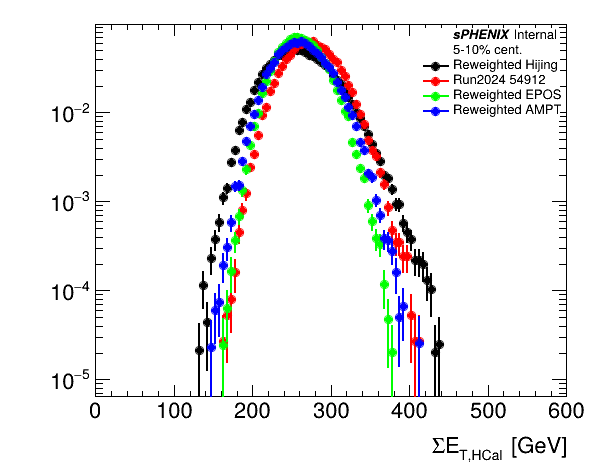 sPHENIX Internal
5-10% cent.
Reweighted Hijing
Run2024 54912
Reweighted EPOS
Reweighted AMPT
10⁻²
10⁻³
10⁻⁴
10⁻⁵
0 100 200 300 400 500 600
ΣE_T,HCal [GeV]